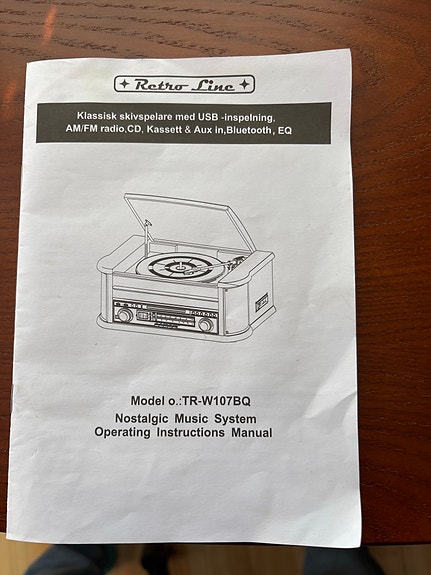 Retro Line
Klassisk skivspelare med USB -inspelning,
AM/FM radio,CD, Kassett & Aux in,Bluetooth, EQ
Model o.:TR-W107BQ
Nostalgic Music System
Operating Instructions Manual